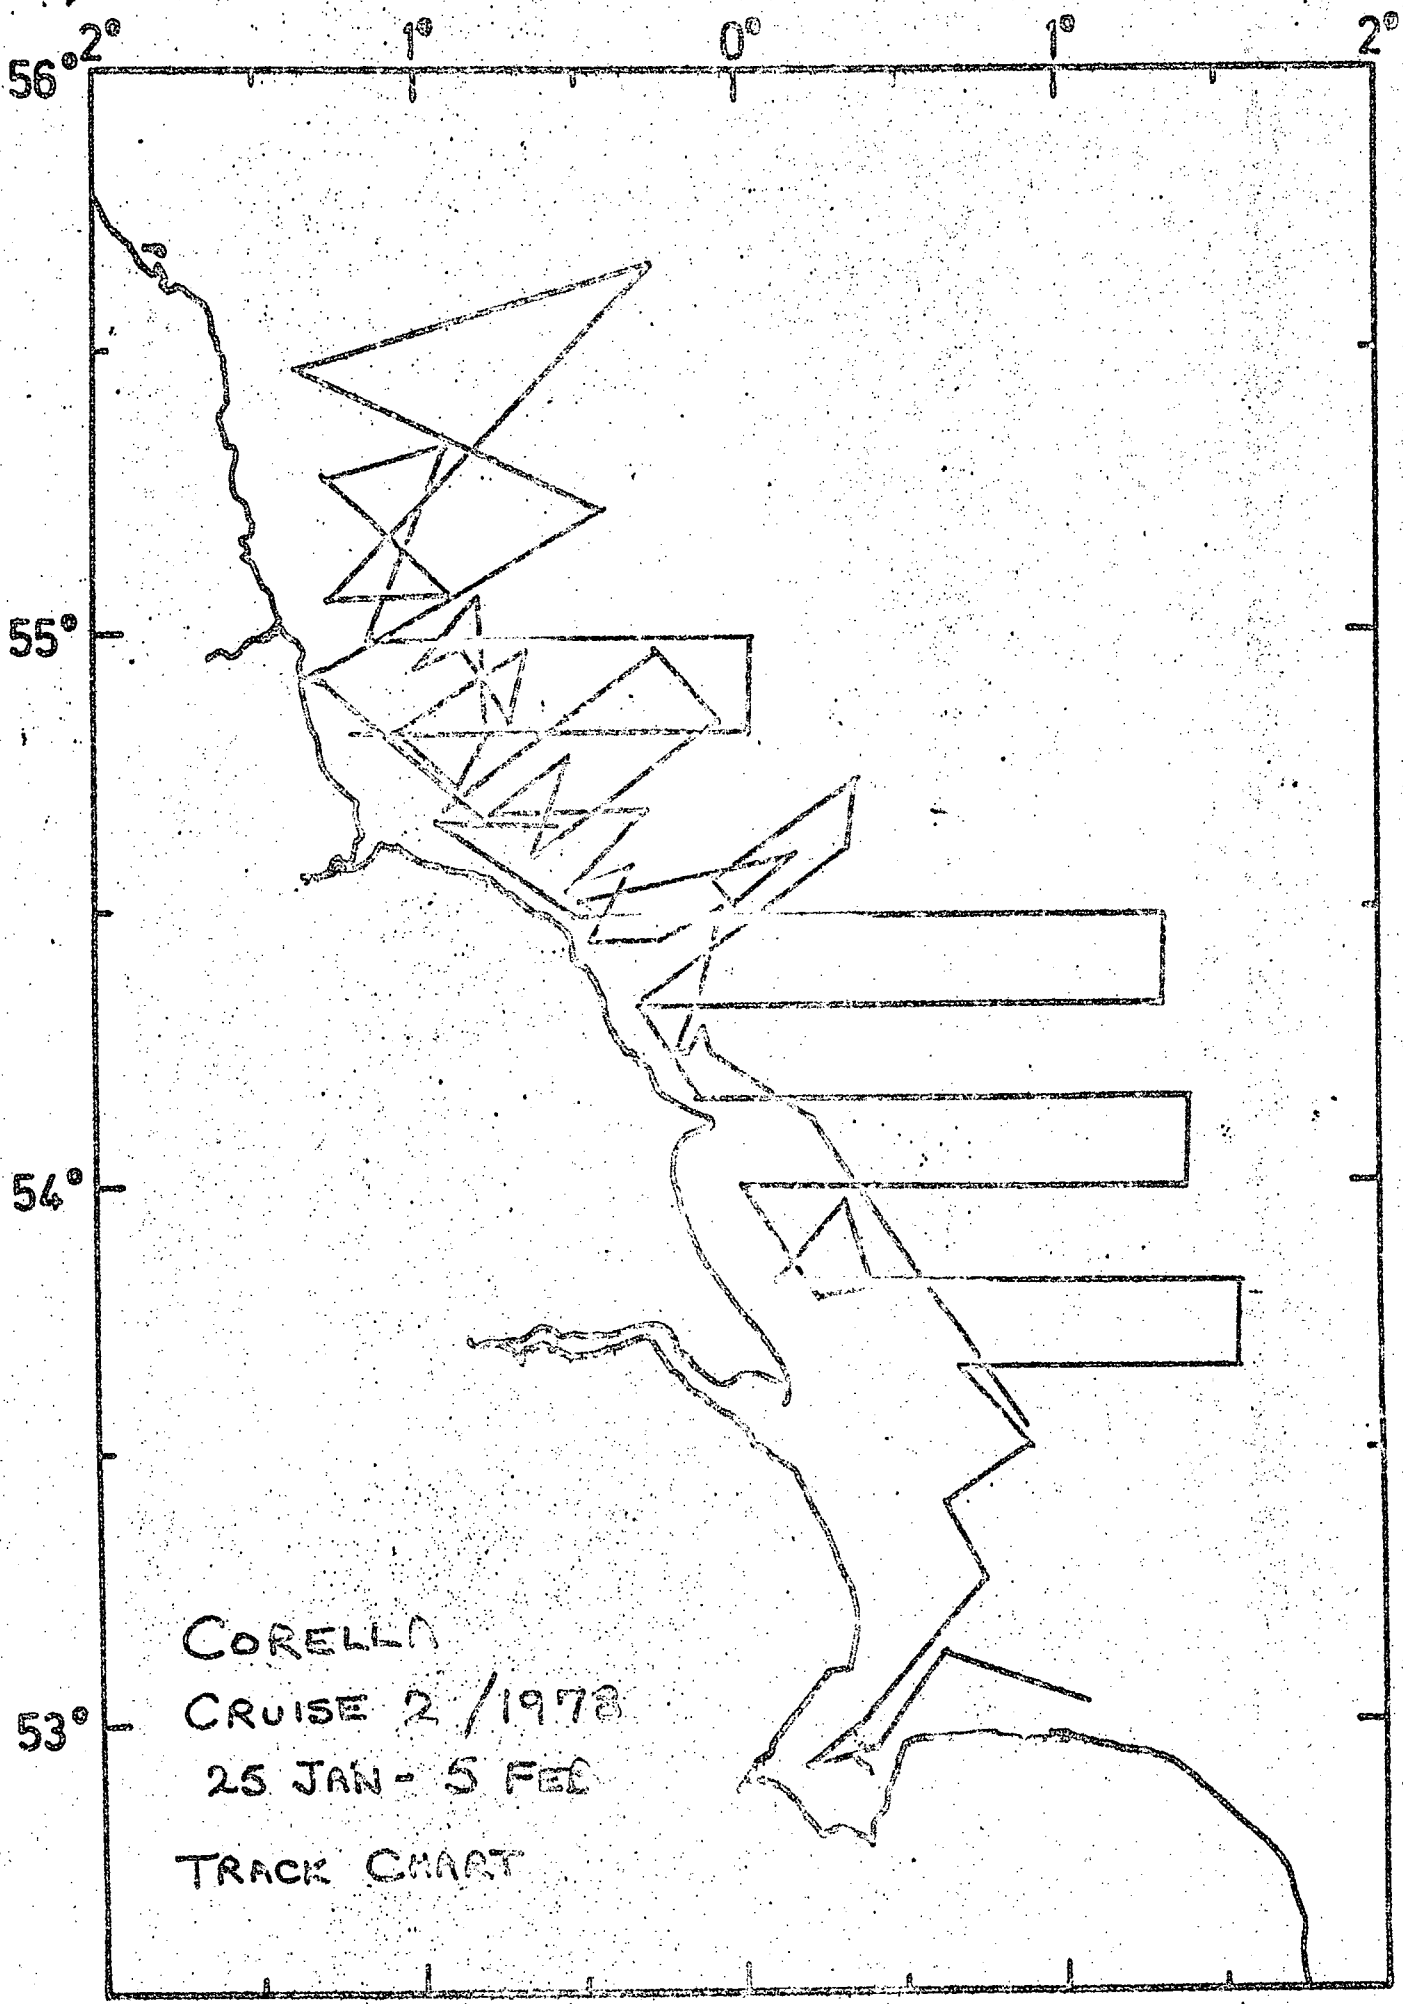 2° 1° 0° 1° 2°
56°
55°
54°
53°
CORELLA
CRUISE 2 /1978
25 JAN - 5 FEB
TRACK CHART